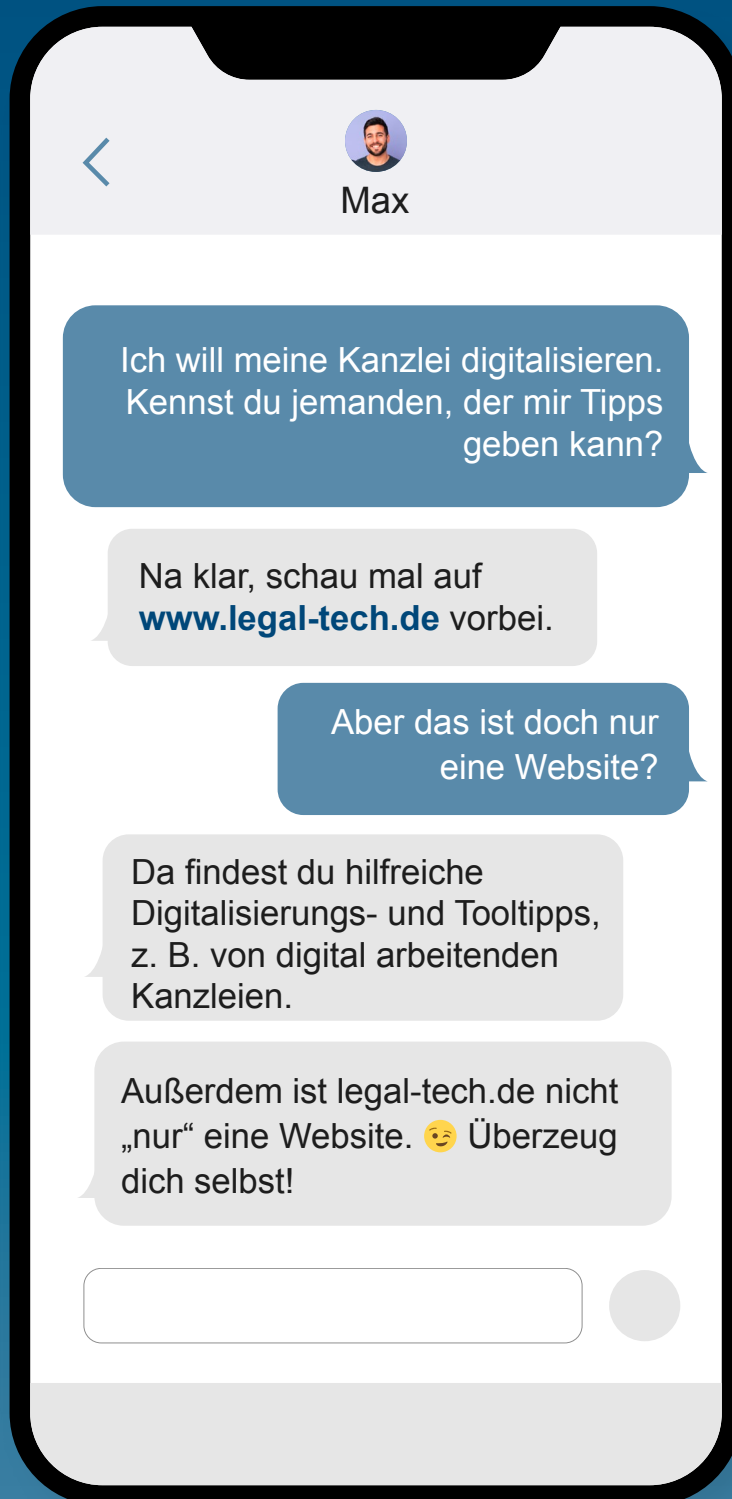 Max
Ich will meine Kanzlei digitalisieren.
Kennst du jemanden, der mir Tipps
geben kann?
Na klar, schau mal auf
www.legal-tech.de vorbei.
Aber das ist doch nur
eine Website?
Da findest du hilfreiche
Digitalisierungs- und Tooltipps,
z. B. von digital arbeitenden
Kanzleien.
Außerdem ist legal-tech.de nicht
„nur“ eine Website. 😉 Überzeug
dich selbst!